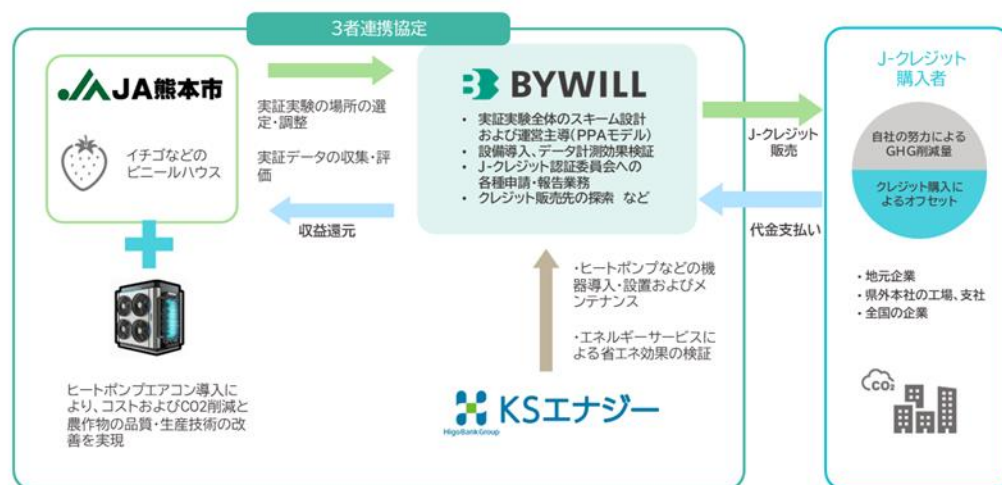 3者連携協定
JA熊本市
イチゴなどの
ビニールハウス
ヒートポンプエアコン導入に
より、コストおよびCO2削減と
農作物の品質・生産技術の改
善を実現
実証実験の場所の選
定・調整
実証データの収集・評
価
収益還元
BYWILL
• 実証実験全体のスキーム設計
および運営主導(PPAモデル)
• 設備導入、データ計測効果検証
• J-クレジット認証委員会への
各種申請・報告業務
• クレジット販売先の探索 など
・ヒートポンプなどの機
器導入・設置およびメ
ンテナンス
・エネルギーサービスに
よる省エネ効果の検証
KSエナジー
HigoBankGroup
J-クレジット
販売
代金支払い
J-クレジット
購入者
自社の努力による
GHG削減量
クレジット購入に
よるオフセット
・地元企業
・県外本社の工場、支社
・全国の企業
CO2